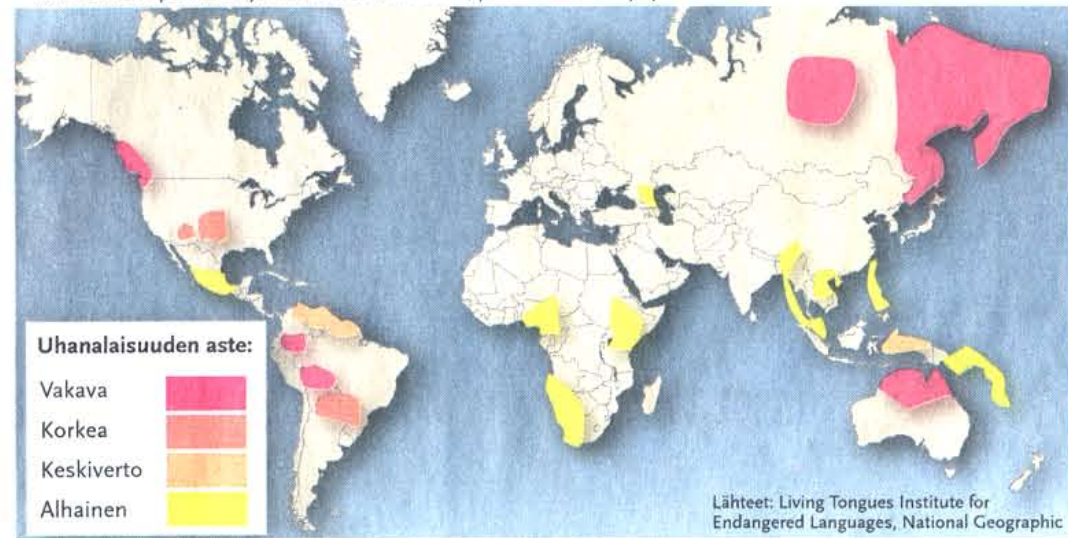 Uhanalaisuuden aste:
Vakava
Korkea
Keskiverto
Alhainen
Lähteet: Living Tongues Institute for
Endangered Languages, National Geographic